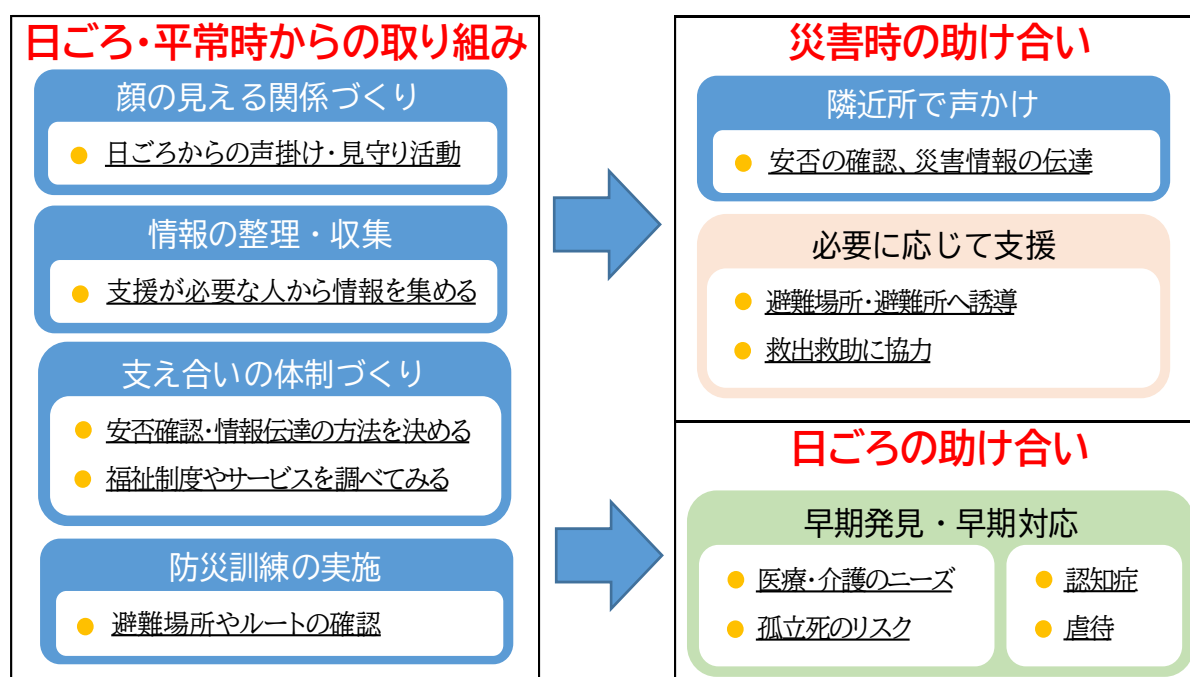 日ごろ・平常時からの取り組み
顔の見える関係づくり
日ごろからの声掛け・見守り活動
情報の整理・収集
支援が必要な人から情報を集める
支え合いの体制づくり
安否確認・情報伝達の方法を決める
福祉制度やサービスを調べてみる
防災訓練の実施
避難場所やルートの確認
災害時の助け合い
隣近所で声かけ
安否の確認、災害情報の伝達
必要に応じて支援
避難場所・避難所へ誘導
救出救助に協力
日ごろの助け合い
早期発見・早期対応
医療・介護のニーズ
孤立死のリスク
認知症
虐待